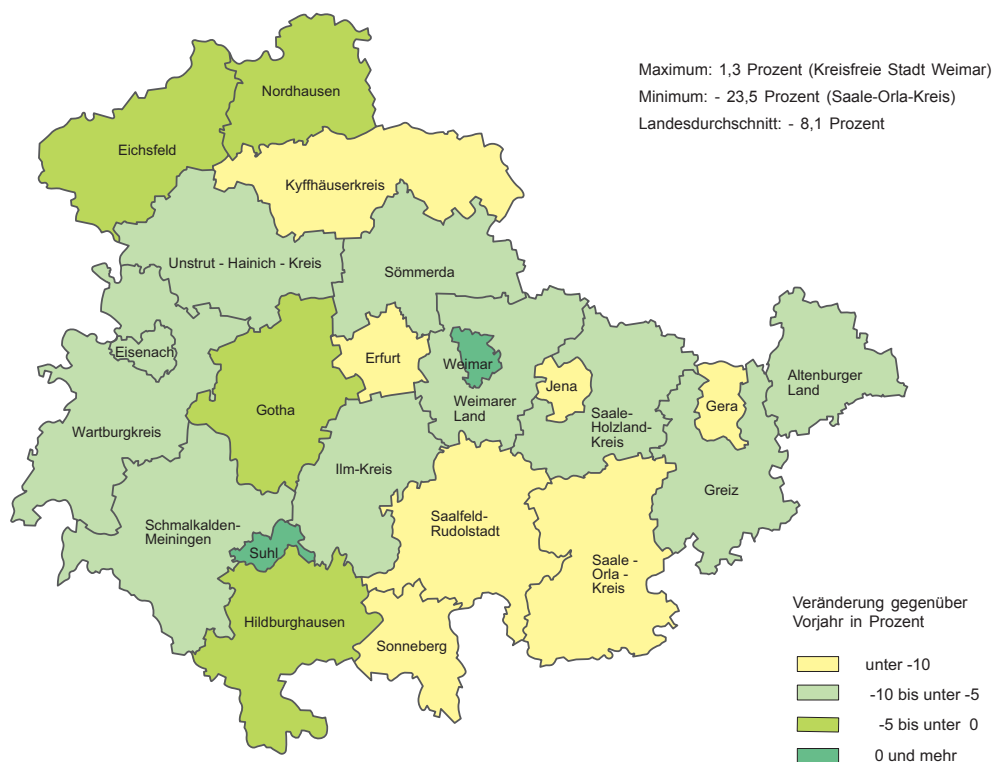 Maximum: 1,3 Prozent (Kreisfreie Stadt Weimar)
Minimum: - 23,5 Prozent (Saale-Orla-Kreis)
Landesdurchschnitt: - 8,1 Prozent
Nordhausen
Eichsfeld
Kyffhäuserkreis
Unstrut - Hainich - Kreis
Sömmerda
Eisenach
Erfurt
Weimar
Jena
Gera
Altenburger
Land
Gotha
Weimarer
Land
Saale-
Holzland-
Kreis
Wartburgkreis
Ilm-Kreis
Greiz
Schmalkalden-
Meiningen
Suhl
Saalfeld-
Rudolstadt
Saale -
Orla -
Kreis
Hildburghausen
Sonneberg
Veränderung gegenüber
Vorjahr in Prozent
unter -10
-10 bis unter -5
-5 bis unter 0
0 und mehr